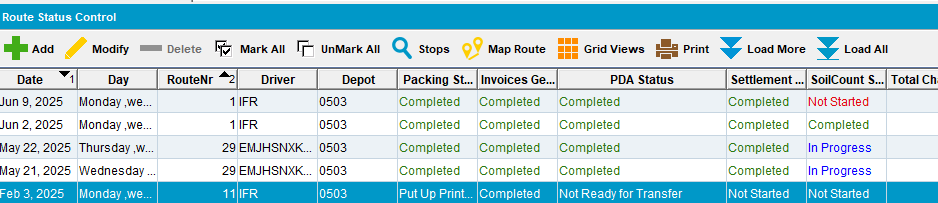 Route Status Control
Add Modify Delete Mark All UnMark All Stops Map Route Grid Views Print Load More Load All
Date 1 Day RouteNr 2 Driver Depot Packing St... Invoices Ge... PDA Status Settlement ... SoilCount S... Total Cha
Jun 9, 2025 Monday ,we... 1 IFR 0503 Completed Completed Completed Completed Not Started
Jun 2, 2025 Monday ,we... 1 IFR 0503 Completed Completed Completed Completed Completed
May 22, 2025 Thursday ,w... 29 EMJHSNXK... 0503 Completed Completed Completed Completed In Progress
May 21, 2025 Wednesday ... 29 EMJHSNXK... 0503 Completed Completed Completed Completed In Progress
Feb 3, 2025 Monday ,we... 11 IFR 0503 Put Up Print... Completed Not Ready for Transfer Not Started Not Started